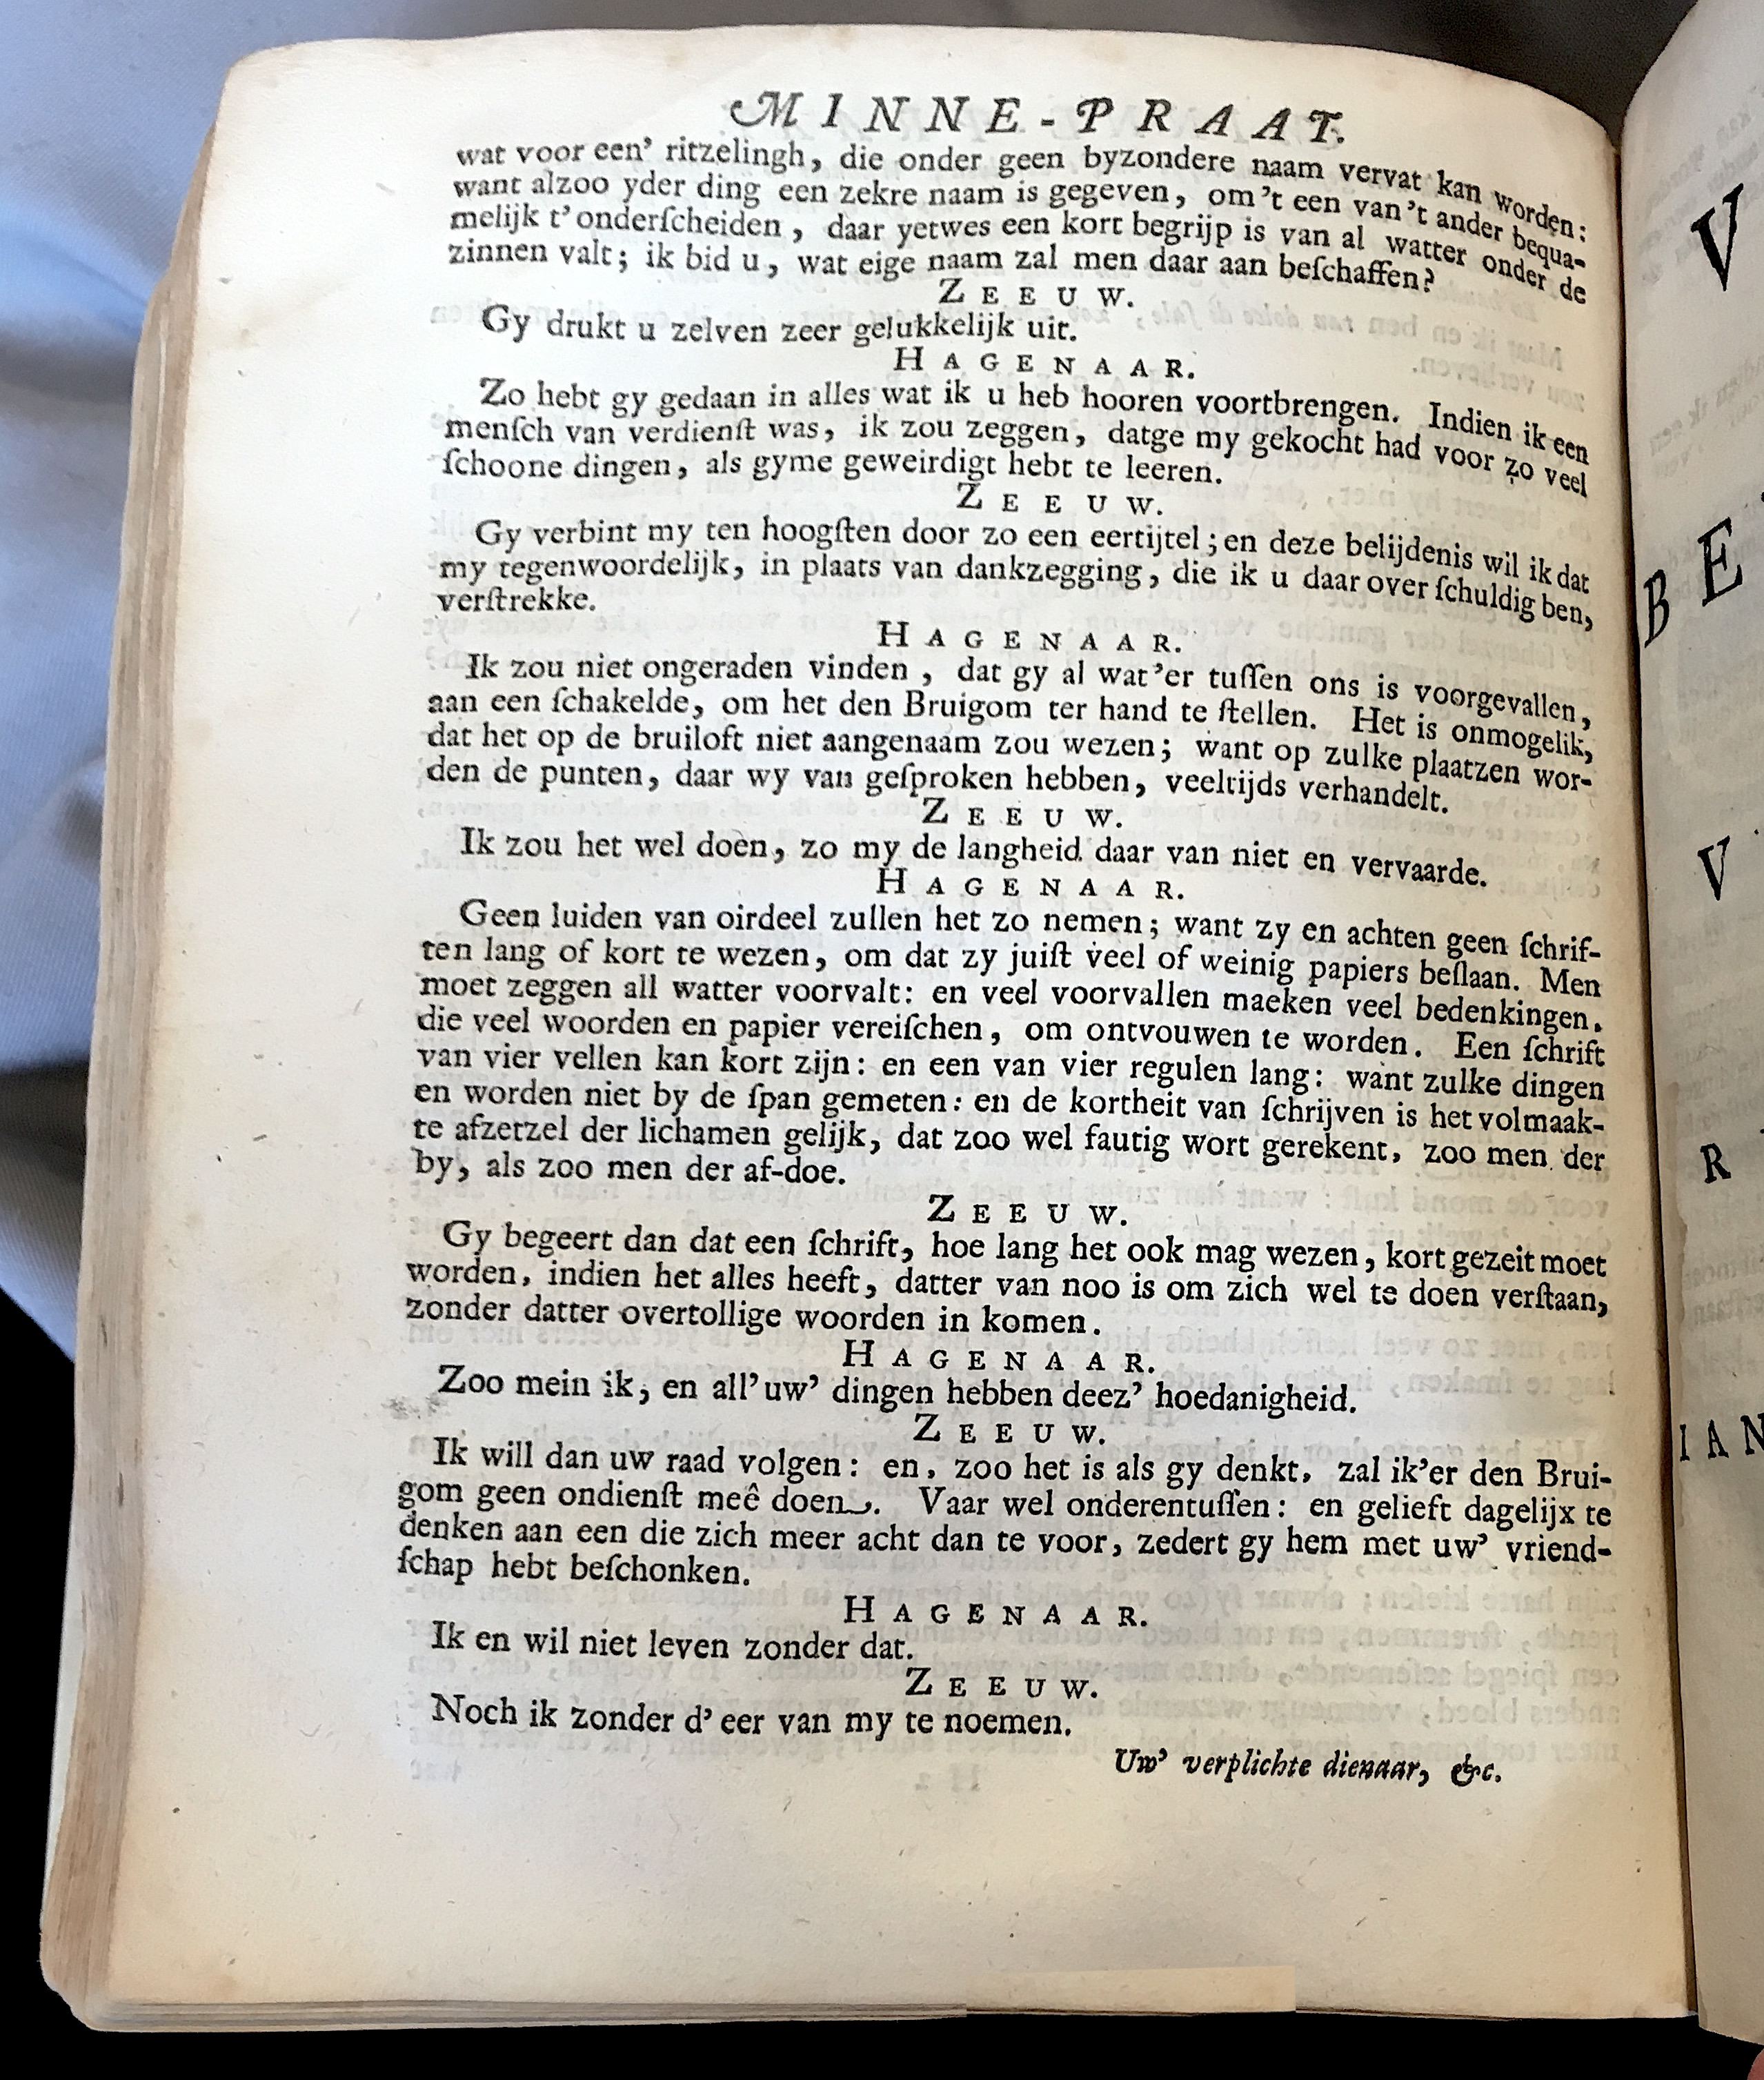 MINNE-PRAAT.
wat voor een' ritzelingh, die onder geen byzondere naam vervat kan worden:
want alzoo yder ding een zekre naam is gegeven, om 't een van 't ander bequa-
melijk t'onderſcheiden, daar yetwes een kort begrijp is van al watter onder de
zinnen valt; ik bid u, wat eige naam zal men daar aan beſchaffen?
ZEEUW.
Gy drukt u zelven zeer gelukkelijk uit.
HAGENAAR.
Zo hebt gy gedaan in alles wat ik u heb hooren voortbrengen. Indien ik een
menſch van verdienſt was, ik zou zeggen, datge my gekocht had voor zo veel
ſchoone dingen, als gyme geweirdigt hebt te leeren.
ZEEUW.
Gy verbint my ten hoogſten door zo een eertijtel; en deze belijdenis wil ik dat
my tegenwoordelijk, in plaats van dankzegging, die ik u daar over ſchuldig ben,
verſtrekke.
HAGENAAR.
Ik zou niet ongeraden vinden, dat gy al wat'er tuſſen ons is voorgevallen,
aan een ſchakelde, om het den Bruigom ter hand te ſtellen. Het is onmogelik,
dat het op de bruiloft niet aangenaam zou wezen; want op zulke plaatzen wor-
den de punten, daar wy van geſproken hebben, veeltijds verhandelt.
ZEEUW.
Ik zou het wel doen, zo my de langheid daar van niet en vervaarde.
HAGENAAR.
Geen luiden van oirdeel zullen het zo nemen; want zy en achten geen ſchrif-
ten lang of kort te wezen, om dat zy juiſt veel of weinig papiers beſlaan. Men
moet zeggen all watter voorvalt: en veel voorvallen maeken veel bedenkingen,
die veel woorden en papier vereiſchen, om ontvouwen te worden. Een ſchrift
van vier vellen kan kort zijn: en een van vier regulen lang: want zulke dingen
en worden niet by de ſpan gemeten: en de kortheit van ſchrijven is het volmaak-
te afzetzel der lichamen gelijk, dat zoo wel fautig wort gerekent, zoo men der
by, als zoo men der af-doe.
ZEEUW.
Gy begeert dan dat een ſchrift, hoe lang het ook mag wezen, kort gezeit moet
worden, indien het alles heeft, datter van noo is om zich wel te doen verſtaan,
zonder datter overtollige woorden in komen.
HAGENAAR.
Zoo mein ik, en all'uw' dingen hebben deez' hoedanigheid.
ZEEUW.
Ik will dan uw raad volgen: en, zoo het is als gy denkt, zal ik'er den Brui-
gom geen ondienſt meê doen. Vaar wel onderentuſſen: en gelieft dagelijx te
denken aan een die zich meer acht dan te voor, zedert gy hem met uw' vriend-
ſchap hebt beſchonken.
HAGENAAR.
Ik en wil niet leven zonder dat.
ZEEUW.
Noch ik zonder d'eer van my te noemen.
Uw' verplichte dienaar, &c.
V
BE
V
R
IAN